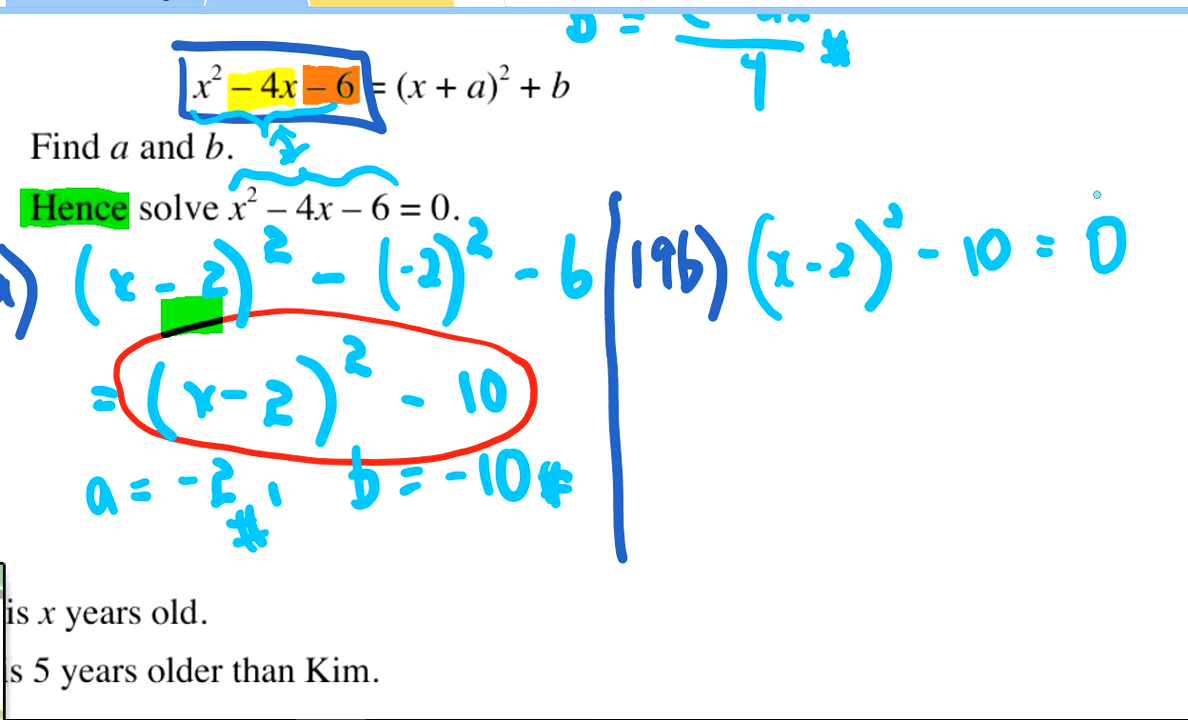 b =
4 #
x² – 4x – 6 = (x + a)² + b
Find a and b.
Hence solve x² – 4x – 6 = 0.
) (x - 2)² - (-2)² - 6
= (x - 2)² - 10
a = -2 #, b = -10 #
19b) (x - 2)² - 10 = 0
is x years old.
s 5 years older than Kim.